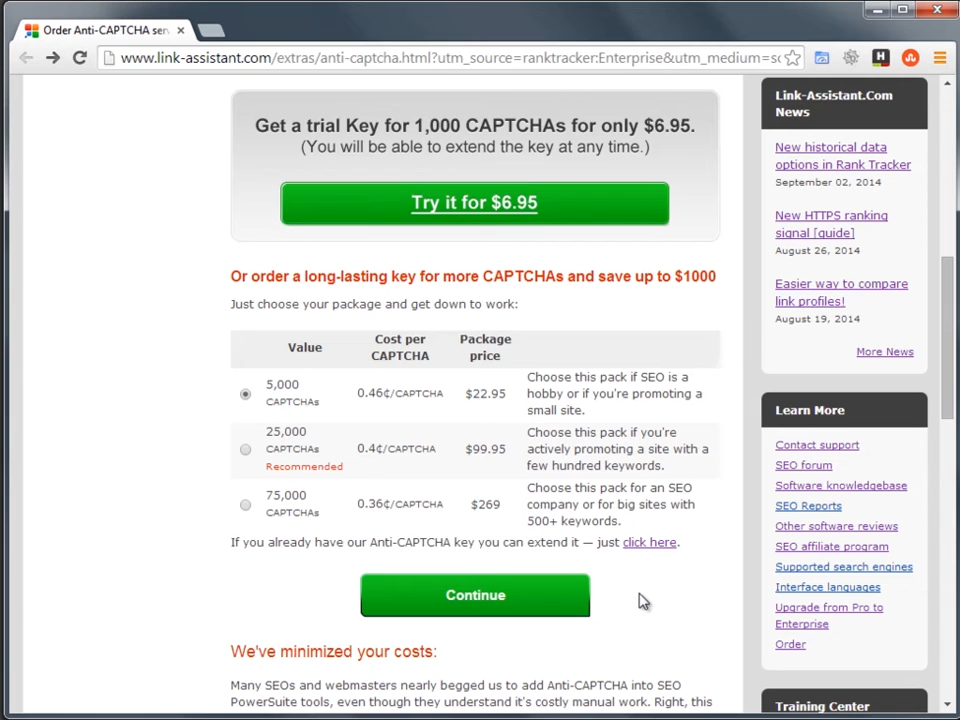 Order Anti-CAPTCHA serv
www.link-assistant.com/extras/anti-captcha.html?utm_source=ranktracker:Enterprise&utm_medium=sc
Get a trial Key for 1,000 CAPTCHAs for only $6.95.
(You will be able to extend the key at any time.)
Try it for $6.95
Or order a long-lasting key for more CAPTCHAs and save up to $1000
Just choose your package and get down to work:
Value
Cost per
CAPTCHA
Package
price
5,000
CAPTCHAs
0.46¢/CAPTCHA
$22.95
Choose this pack if SEO is a
hobby or if you're promoting a
small site.
25,000
CAPTCHAs
Recommended
0.4¢/CAPTCHA
$99.95
Choose this pack if you're
actively promoting a site with a
few hundred keywords.
75,000
CAPTCHAs
0.36¢/CAPTCHA
$269
Choose this pack for an SEO
company or for big sites with
500+ keywords.
If you already have our Anti-CAPTCHA key you can extend it — just click here.
Continue
We've minimized your costs:
Many SEOs and webmasters nearly begged us to add Anti-CAPTCHA into SEO
PowerSuite tools, even though they understand it's costly manual work. Right, this
Link-Assistant.Com
News
New historical data
options in Rank Tracker
September 02, 2014
New HTTPS ranking
signal [guide]
August 26, 2014
Easier way to compare
link profiles!
August 19, 2014
More News
Learn More
Contact support
SEO forum
Software knowledgebase
SEO Reports
Other software reviews
SEO affiliate program
Supported search engines
Interface languages
Upgrade from Pro to
Enterprise
Order
Training Center